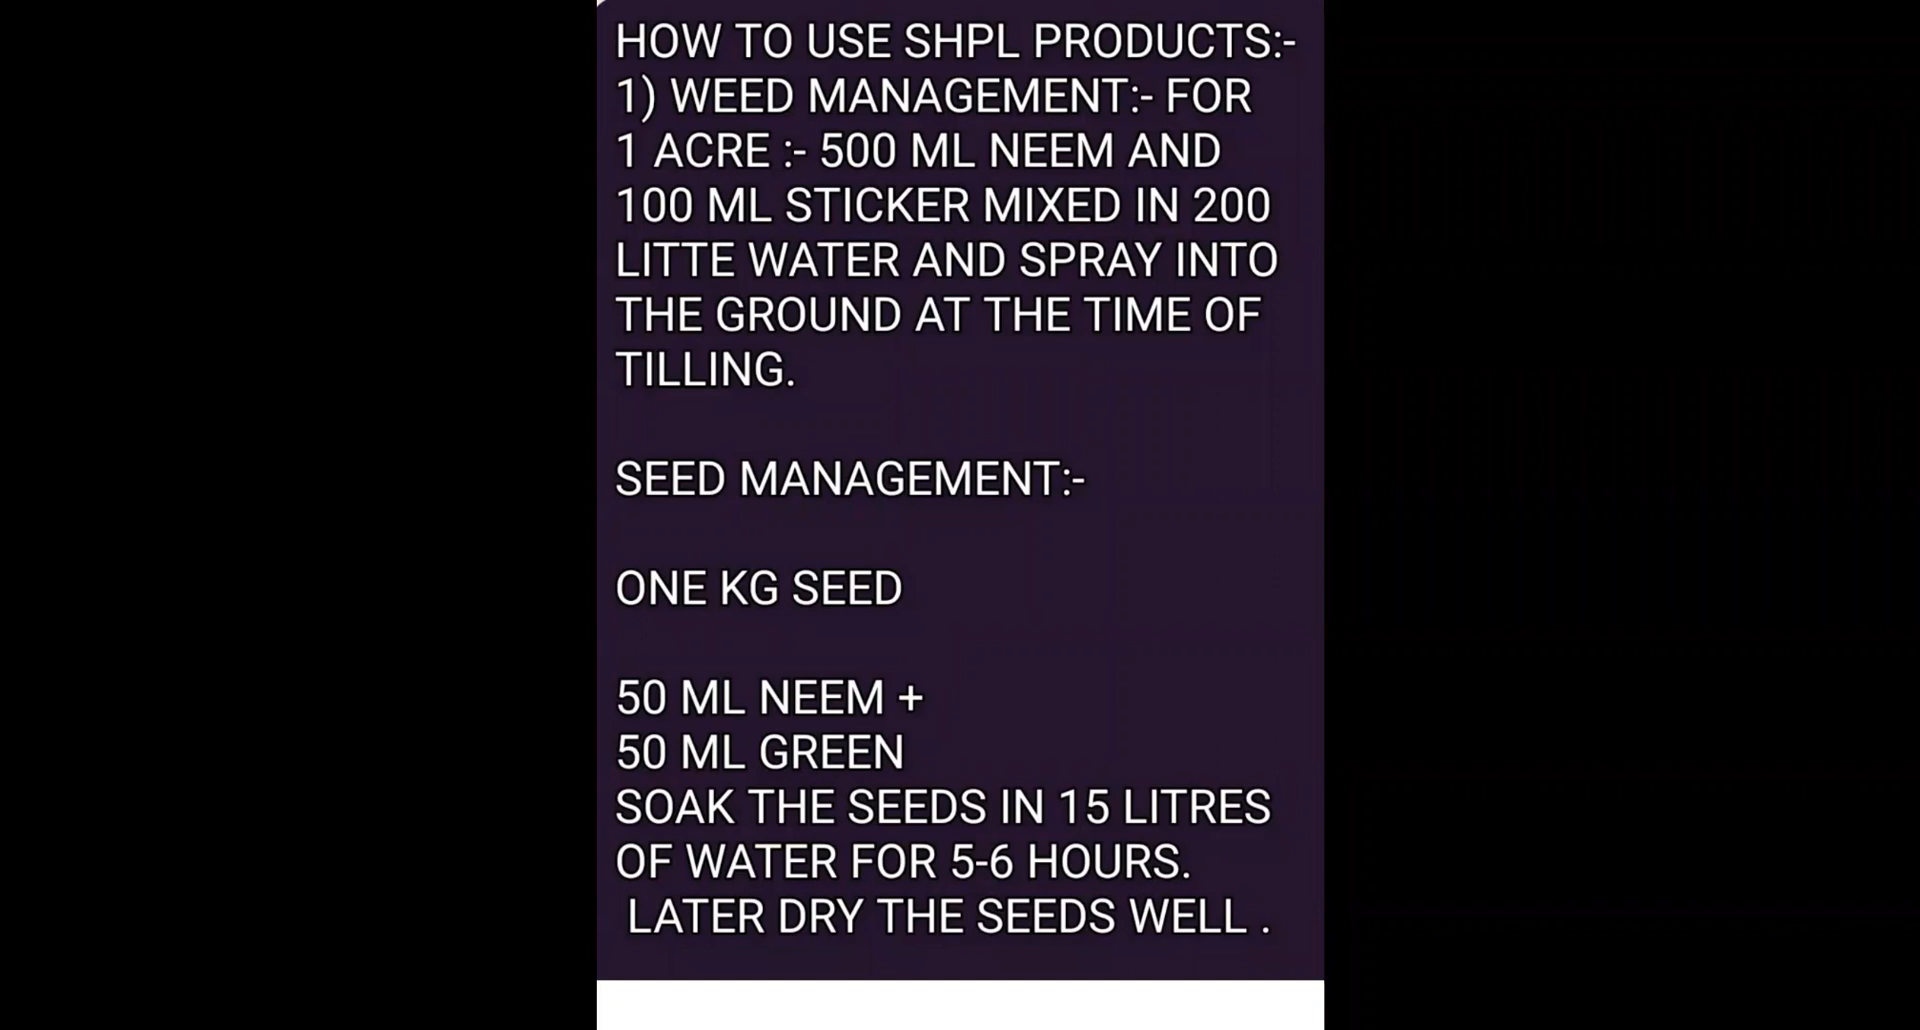 HOW TO USE SHPL PRODUCTS:-
1) WEED MANAGEMENT:- FOR
1 ACRE :- 500 ML NEEM AND
100 ML STICKER MIXED IN 200
LITTE WATER AND SPRAY INTO
THE GROUND AT THE TIME OF
TILLING.
SEED MANAGEMENT:-
ONE KG SEED
50 ML NEEM +
50 ML GREEN
SOAK THE SEEDS IN 15 LITRES
OF WATER FOR 5-6 HOURS.
LATER DRY THE SEEDS WELL .